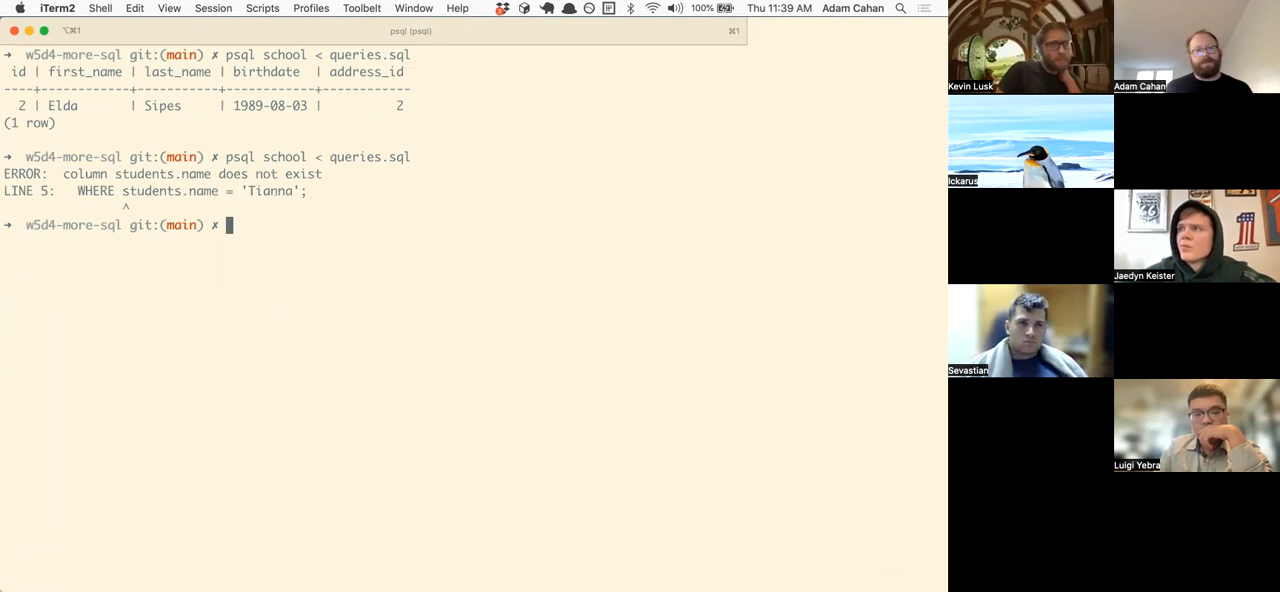 iTerm2 Shell Edit View Session Scripts Profiles Toolbelt Window Help 100% Thu 11:39 AM Adam Cahan
⌥⌘1 psql (psql) ⌘1
➜ w5d4-more-sql git:(main) ✗ psql school < queries.sql
id | first_name | last_name | birthdate | address_id
----+------------+-----------+------------+------------
2 | Elda | Sipes | 1989-08-03 | 2
(1 row)
➜ w5d4-more-sql git:(main) ✗ psql school < queries.sql
ERROR: column students.name does not exist
LINE 5: WHERE students.name = 'Tianna';
^
➜ w5d4-more-sql git:(main) ✗
Kevin Lusk
Adam Cahan
Ickarus
Jaedyn Keister
Sevastian
Luigi Yebra
66
1